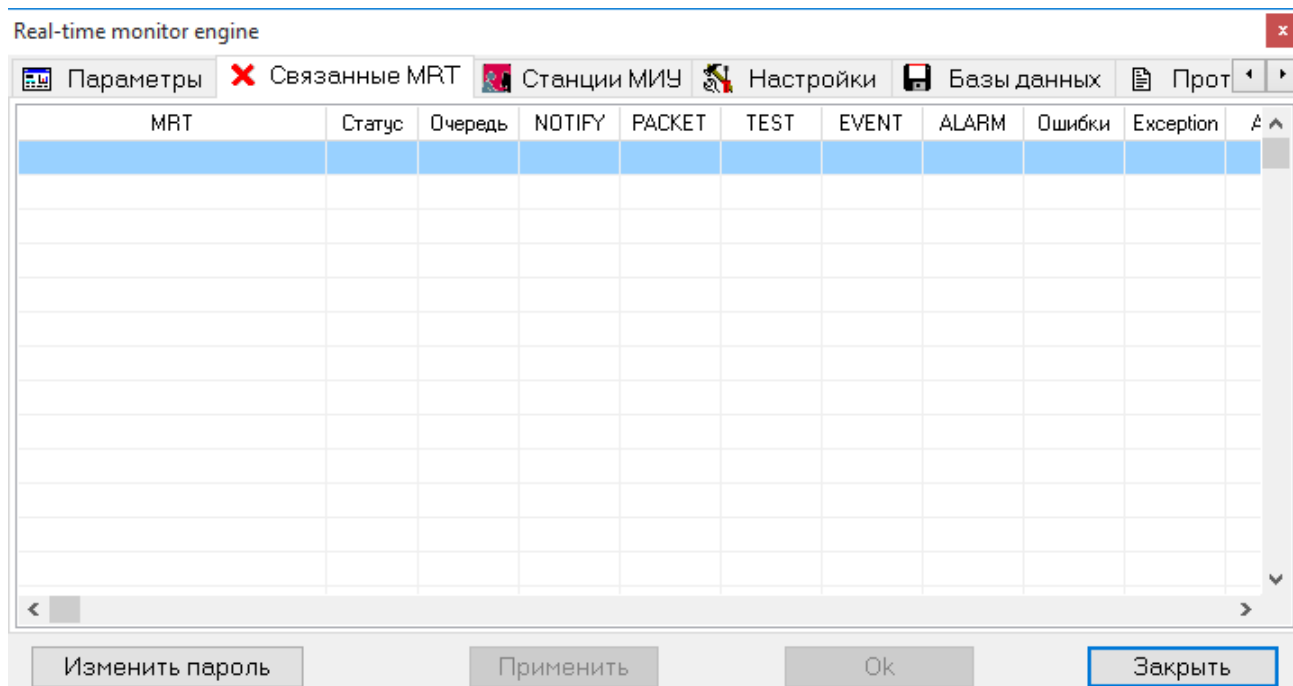 Real-time monitor engine
Параметры Связанные MRT Станции МИУ Настройки Базы данных Прот
MRT Статус Очередь NOTIFY PACKET TEST EVENT ALARM Ошибки Exception
Изменить пароль Применить Ok Закрыть